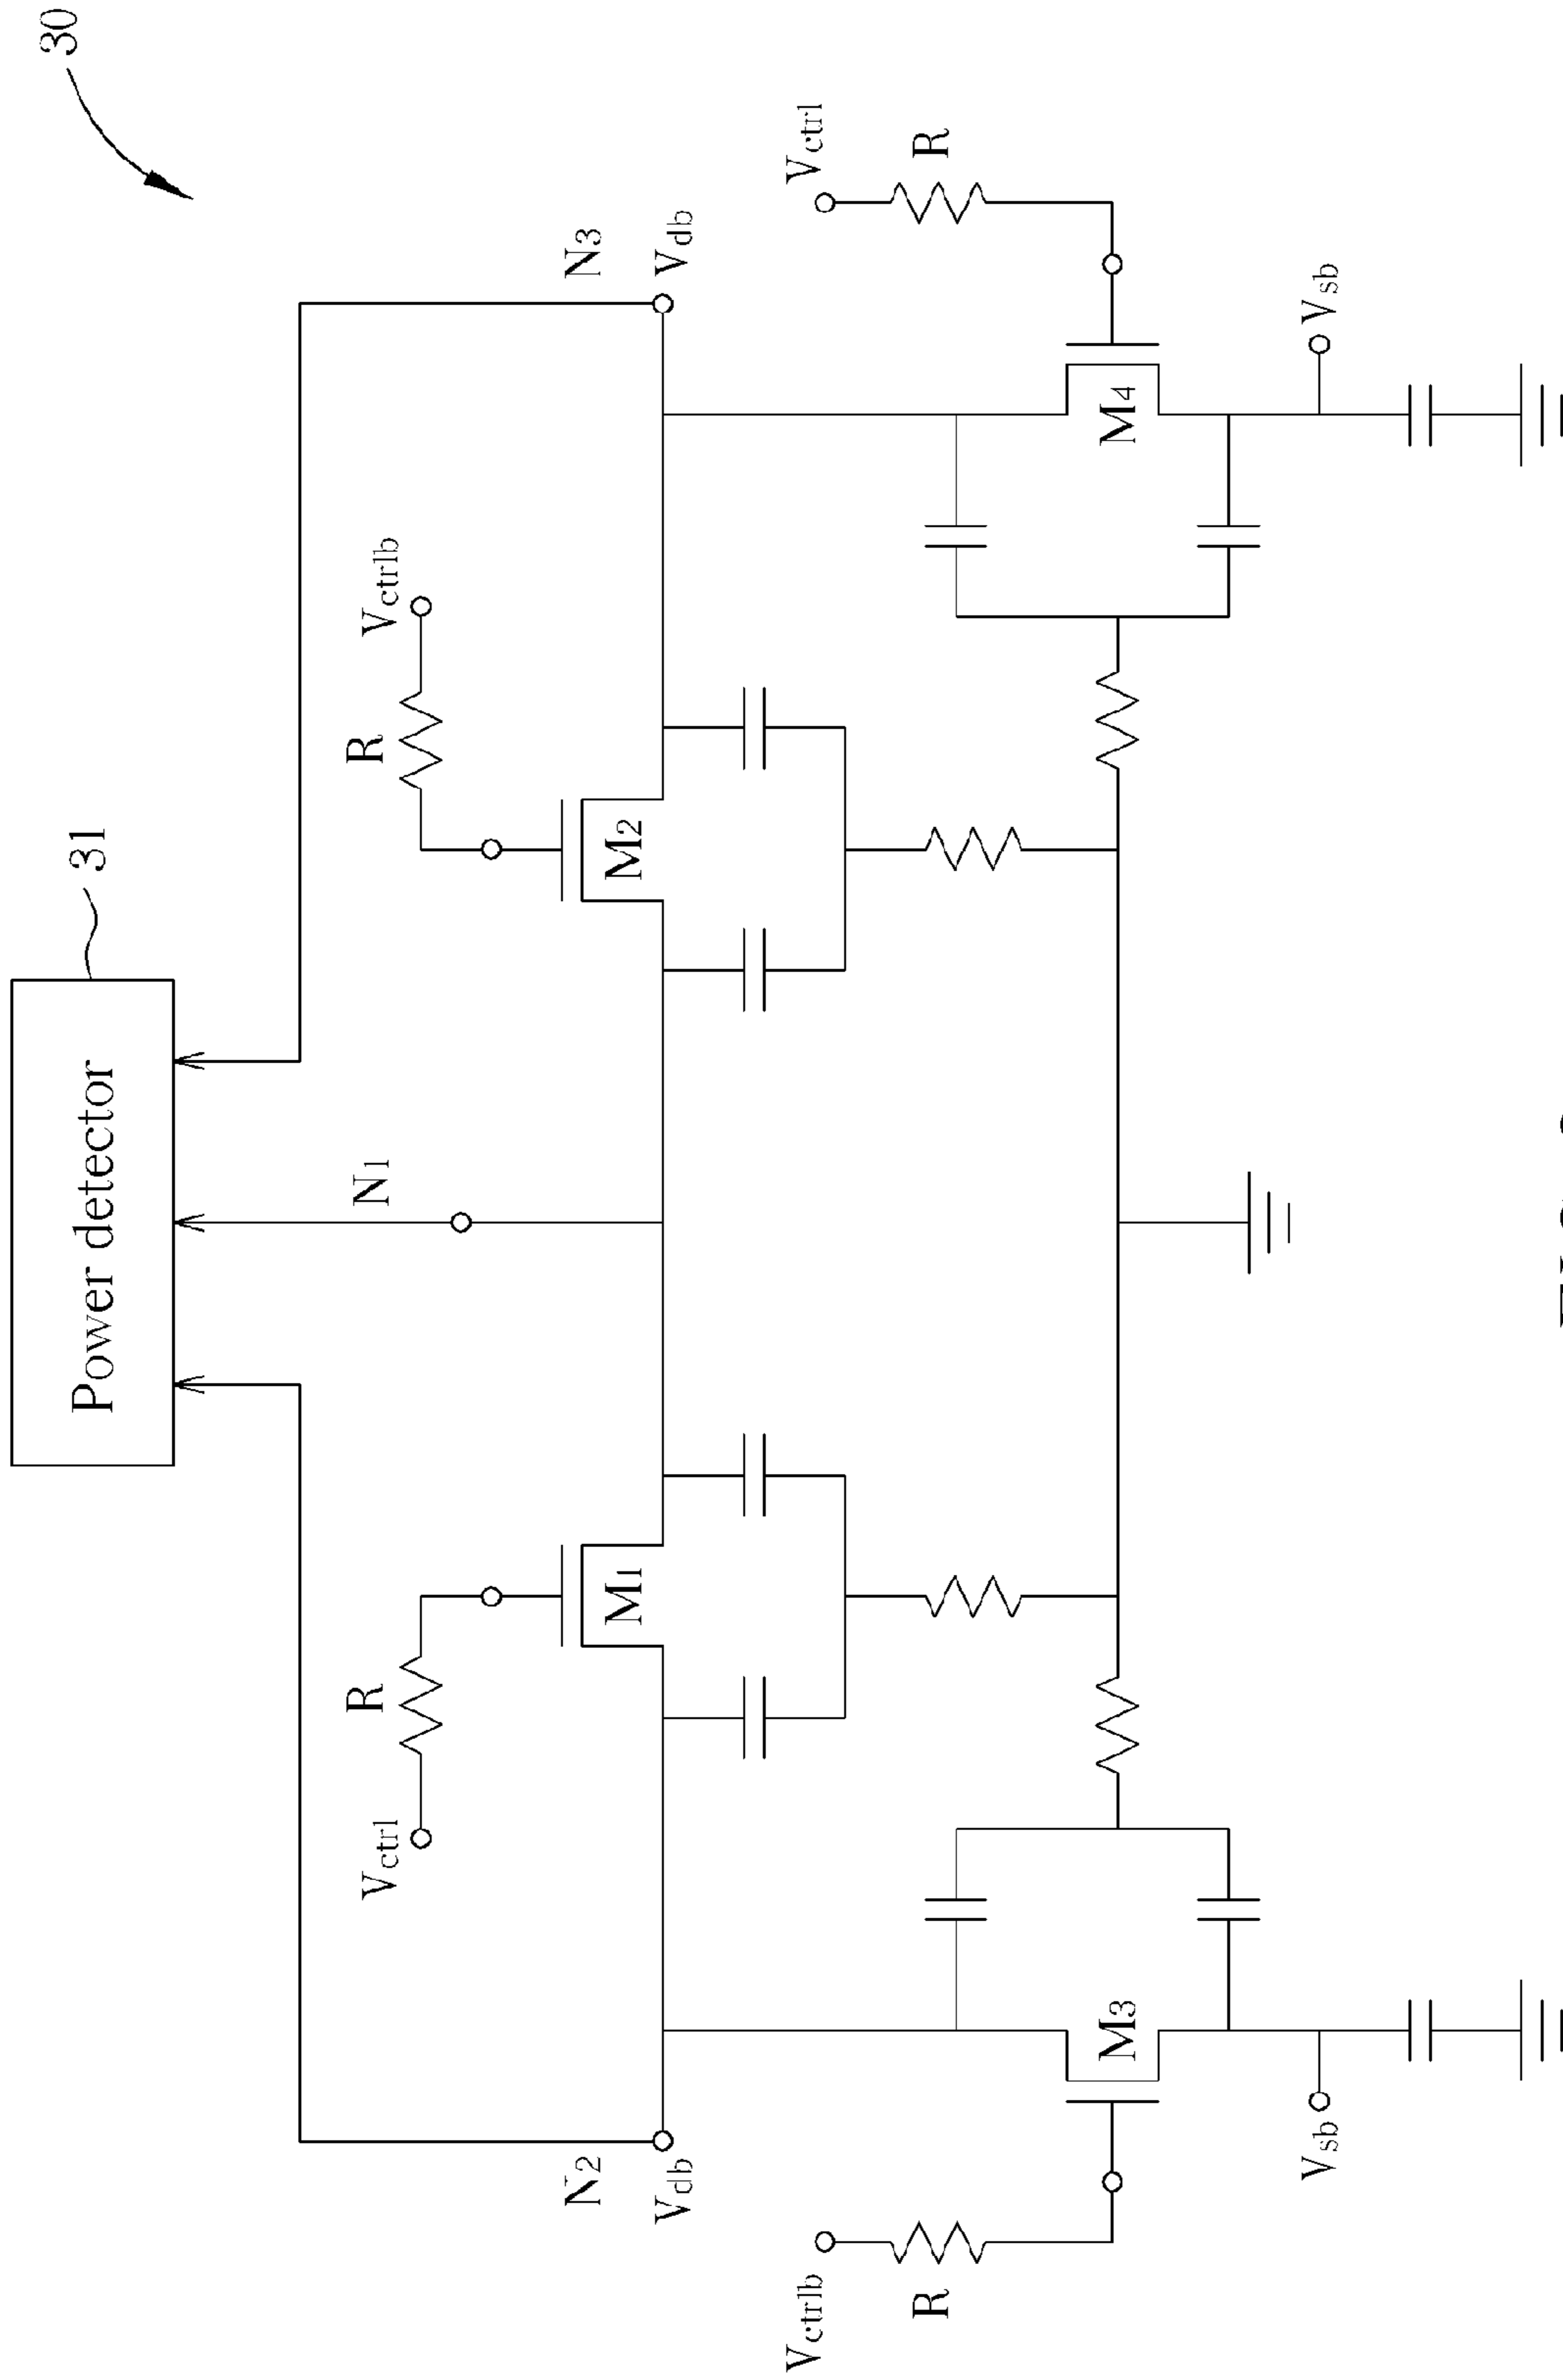 30
Power detector
31
N1
R
Vctrl
M1
R
Vctrlb
M2
N2
Vdb
N3
Vdb
Vctrlb
R
M3
Vsb
Vctrl
R
M4
Vsb